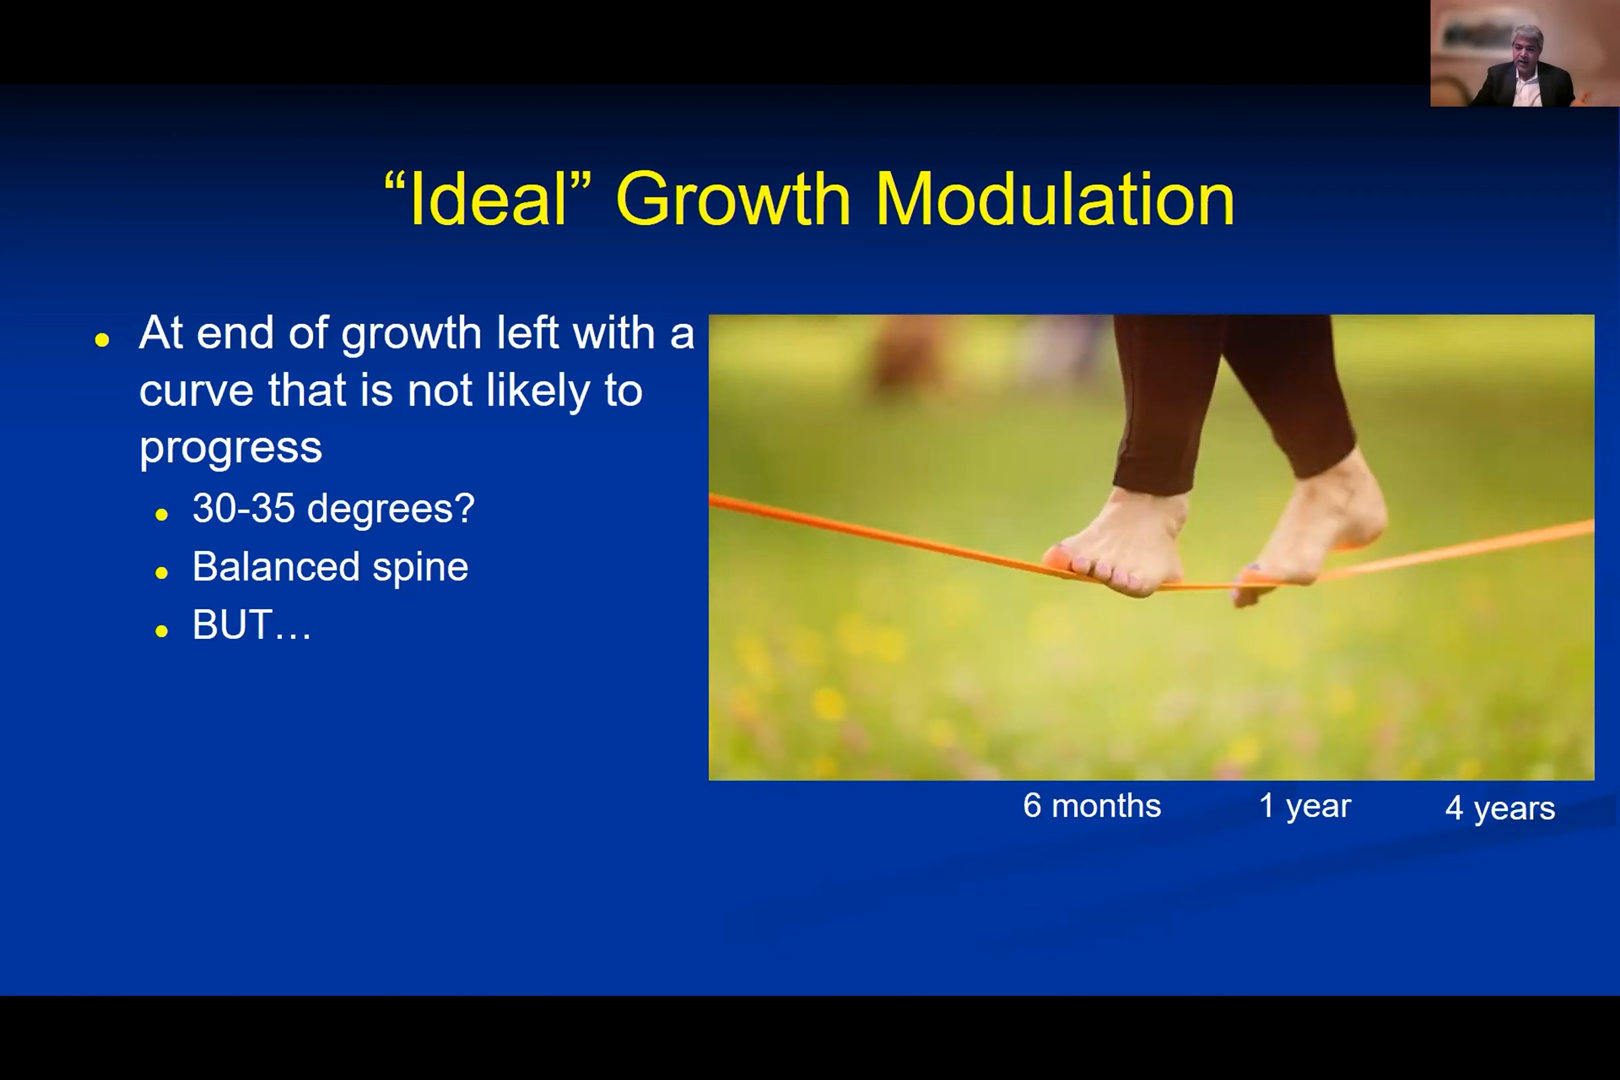 “Ideal” Growth Modulation
At end of growth left with a
curve that is not likely to
progress
30-35 degrees?
Balanced spine
BUT…
6 months
1 year
4 years